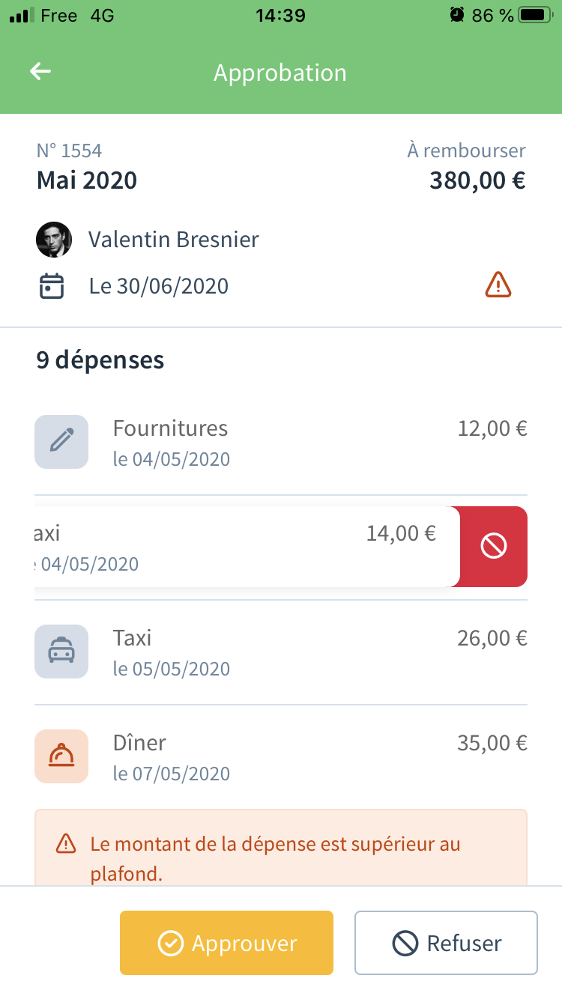 Free 4G 14:39 86 %
Approbation
N° 1554 À rembourser
Mai 2020 380,00 €
Valentin Bresnier
Le 30/06/2020
9 dépenses
Fournitures 12,00 €
le 04/05/2020
axi 14,00 €
04/05/2020
Taxi 26,00 €
le 05/05/2020
Dîner 35,00 €
le 07/05/2020
Le montant de la dépense est supérieur au
plafond.
Approuver Refuser